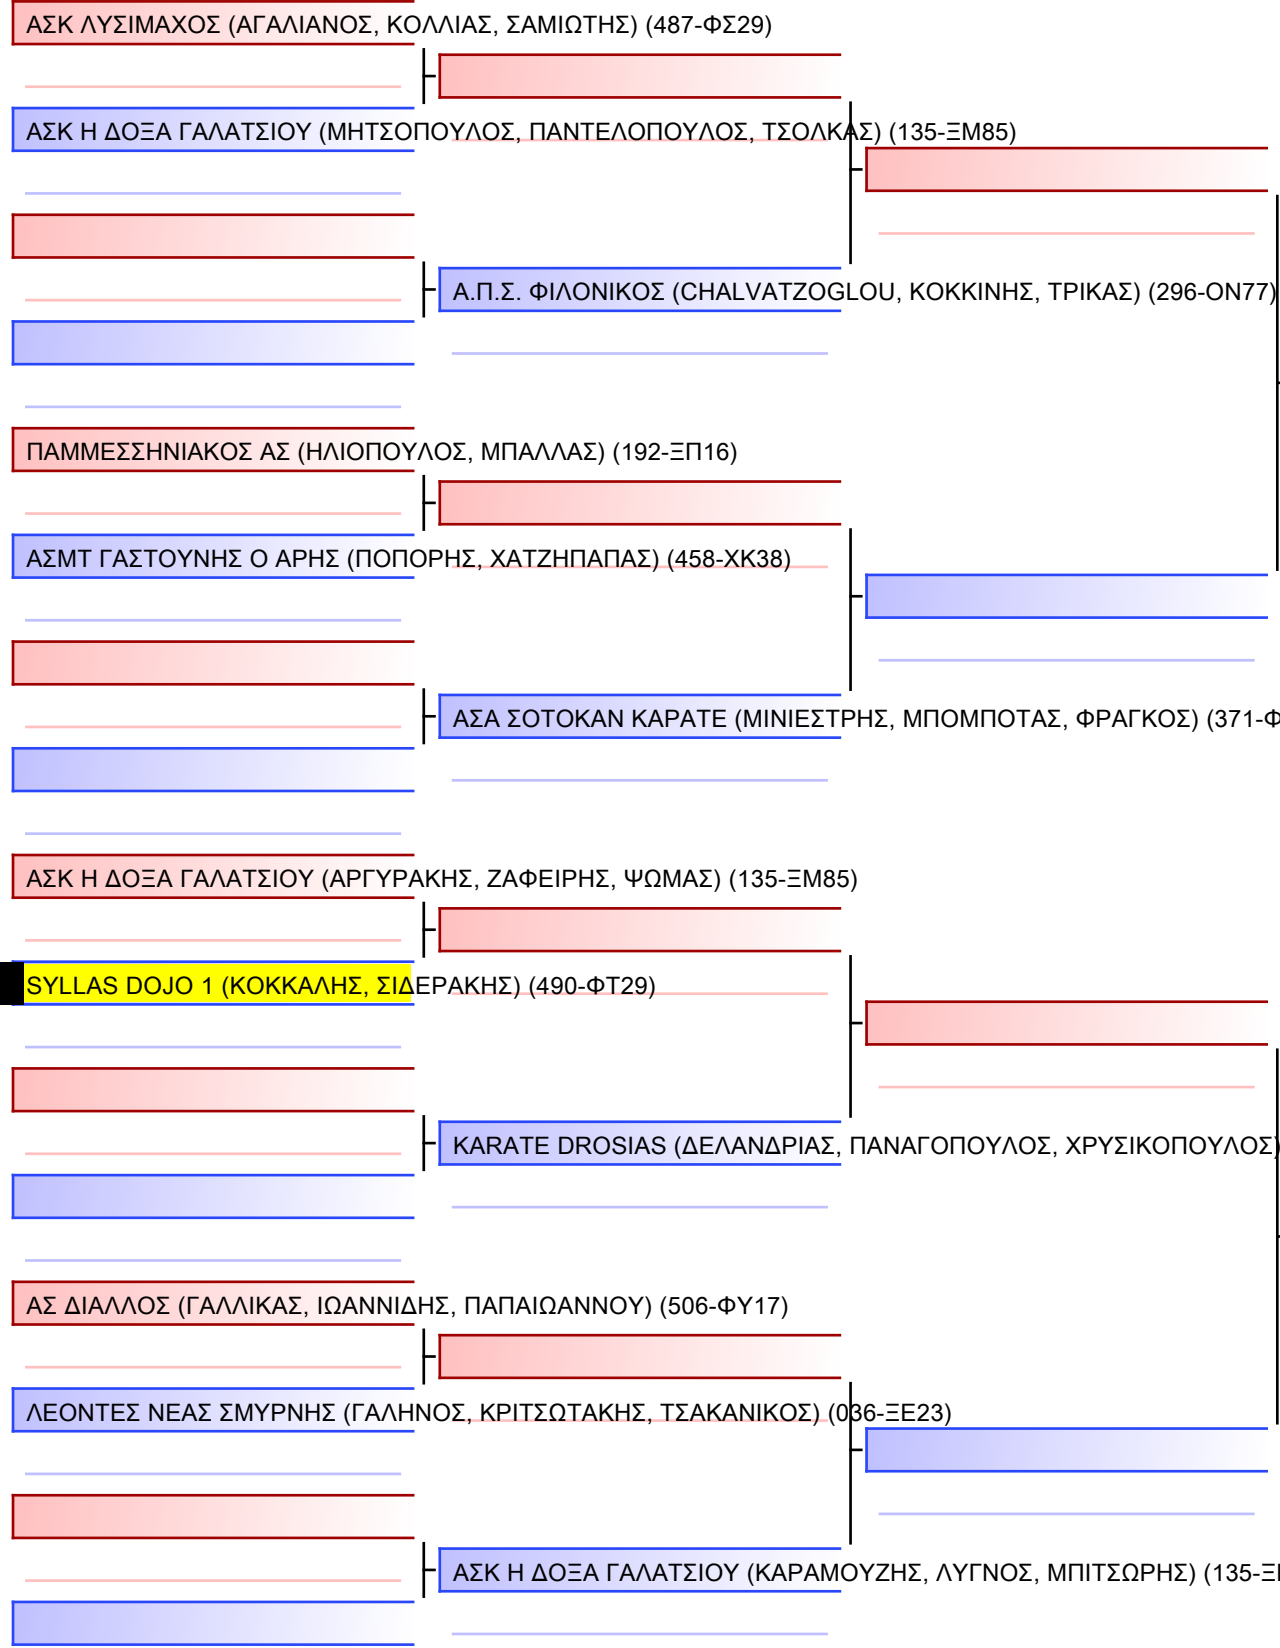 ΑΣΚ ΛΥΣΙΜΑΧΟΣ (ΑΓΑΛΙΑΝΟΣ, ΚΟΛΛΙΑΣ, ΣΑΜΙΩΤΗΣ) (487-ΦΣ29)
ΑΣΚ Η ΔΟΞΑ ΓΑΛΑΤΣΙΟΥ (ΜΗΤΣΟΠΟΥΛΟΣ, ΠΑΝΤΕΛΟΠΟΥΛΟΣ, ΤΣΟΛΚΑΣ) (135-ΞΜ85)
Α.Π.Σ. ΦΙΛΟΝΙΚΟΣ (CHALVATZOGLOU, ΚΟΚΚΙΝΗΣ, ΤΡΙΚΑΣ) (296-ΟΝ77)
ΠΑΜΜΕΣΣΗΝΙΑΚΟΣ ΑΣ (ΗΛΙΟΠΟΥΛΟΣ, ΜΠΑΛΛΑΣ) (192-ΞΠ16)
ΑΣΜΤ ΓΑΣΤΟΥΝΗΣ Ο ΑΡΗΣ (ΠΟΠΟΡΗΣ, ΧΑΤΖΗΠΑΠΑΣ) (458-ΧΚ38)
ΑΣΑ ΣΟΤΟΚΑΝ ΚΑΡΑΤΕ (ΜΙΝΙΕΣΤΡΗΣ, ΜΠΟΜΠΟΤΑΣ, ΦΡΑΓΚΟΣ) (371-Φ
ΑΣΚ Η ΔΟΞΑ ΓΑΛΑΤΣΙΟΥ (ΑΡΓΥΡΑΚΗΣ, ΖΑΦΕΙΡΗΣ, ΨΩΜΑΣ) (135-ΞΜ85)
SYLLAS DOJO 1 (ΚΟΚΚΑΛΗΣ, ΣΙΔΕΡΑΚΗΣ) (490-ΦΤ29)
KARATE DROSIAS (ΔΕΛΑΝΔΡΙΑΣ, ΠΑΝΑΓΟΠΟΥΛΟΣ, ΧΡΥΣΙΚΟΠΟΥΛΟΣ)
ΑΣ ΔΙΑΛΛΟΣ (ΓΑΛΛΙΚΑΣ, ΙΩΑΝΝΙΔΗΣ, ΠΑΠΑΙΩΑΝΝΟΥ) (506-ΦΥ17)
ΛΕΟΝΤΕΣ ΝΕΑΣ ΣΜΥΡΝΗΣ (ΓΑΛΗΝΟΣ, ΚΡΙΤΣΩΤΑΚΗΣ, ΤΣΑΚΑΝΙΚΟΣ) (036-ΞΕ23)
ΑΣΚ Η ΔΟΞΑ ΓΑΛΑΤΣΙΟΥ (ΚΑΡΑΜΟΥΖΗΣ, ΛΥΓΝΟΣ, ΜΠΙΤΣΩΡΗΣ) (135-Ξ